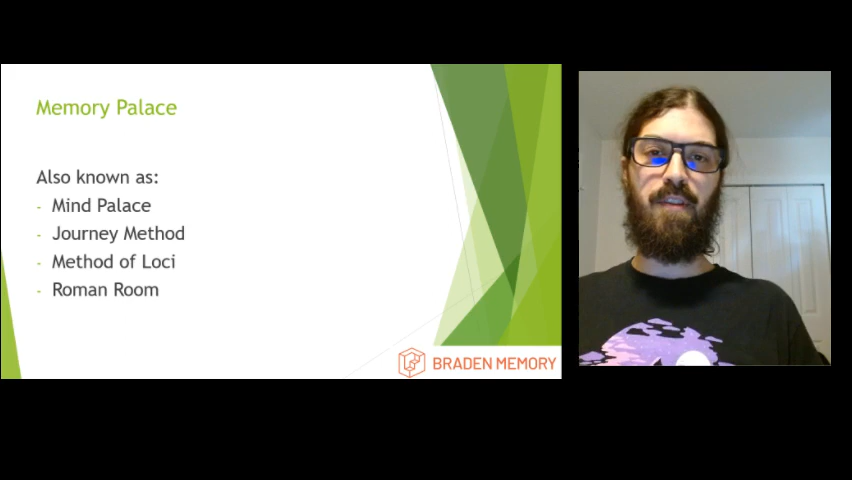 Memory Palace
Also known as:
- Mind Palace
- Journey Method
- Method of Loci
- Roman Room
BRADEN MEMORY